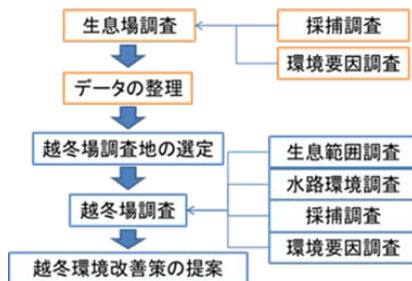 生息場調査
採捕調査
環境要因調査
データの整理
越冬場調査地の選定
生息範囲調査
水路環境調査
越冬場調査
採捕調査
環境要因調査
越冬環境改善策の提案